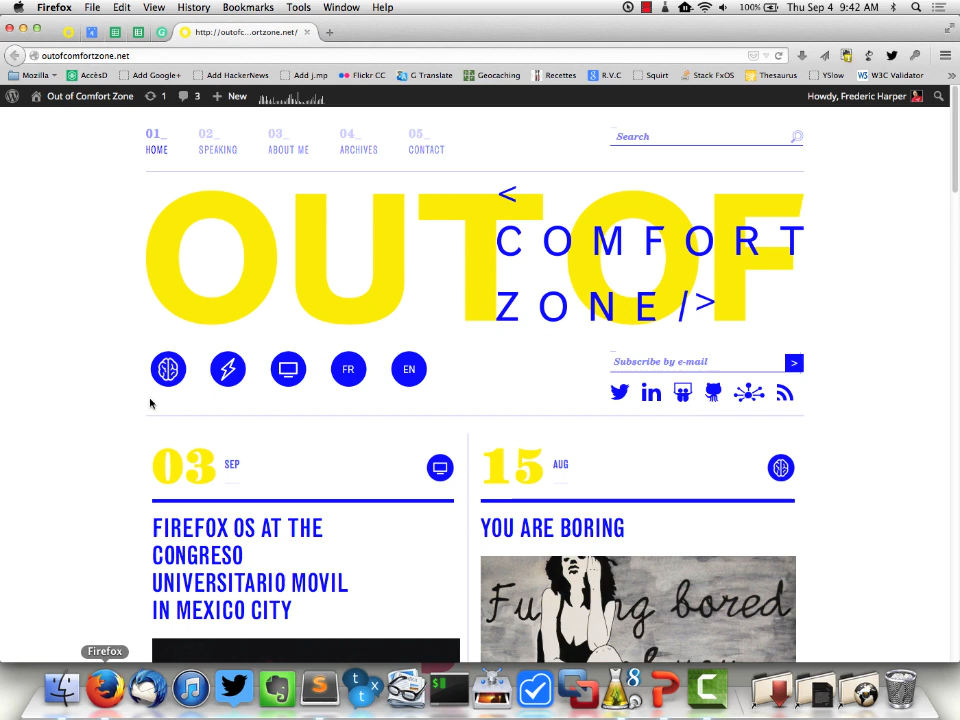 Firefox File Edit View History Bookmarks Tools Window Help 100% Thu Sep 4 9:42 AM
http://outofc...ortzone.net/
outofcomfortzone.net
Mozilla AccèsD Add Google+ Add HackerNews Add j.mp Flickr CC G Translate Geocaching Recettes R.V.C Squirt Stack FxOS Thesaurus YSlow W3C Validator
Out of Comfort Zone 1 3 + New Howdy, Frederic Harper
01_ 02_ 03_ 04_ 05_
HOME SPEAKING ABOUT ME ARCHIVES CONTACT
Search
OUT OF
<
COMFORT
ZONE/>
FR EN
Subscribe by e-mail >
03 SEP
FIREFOX OS AT THE
CONGRESO
UNIVERSITARIO MOVIL
IN MEXICO CITY
15 AUG
YOU ARE BORING
bored
Firefox